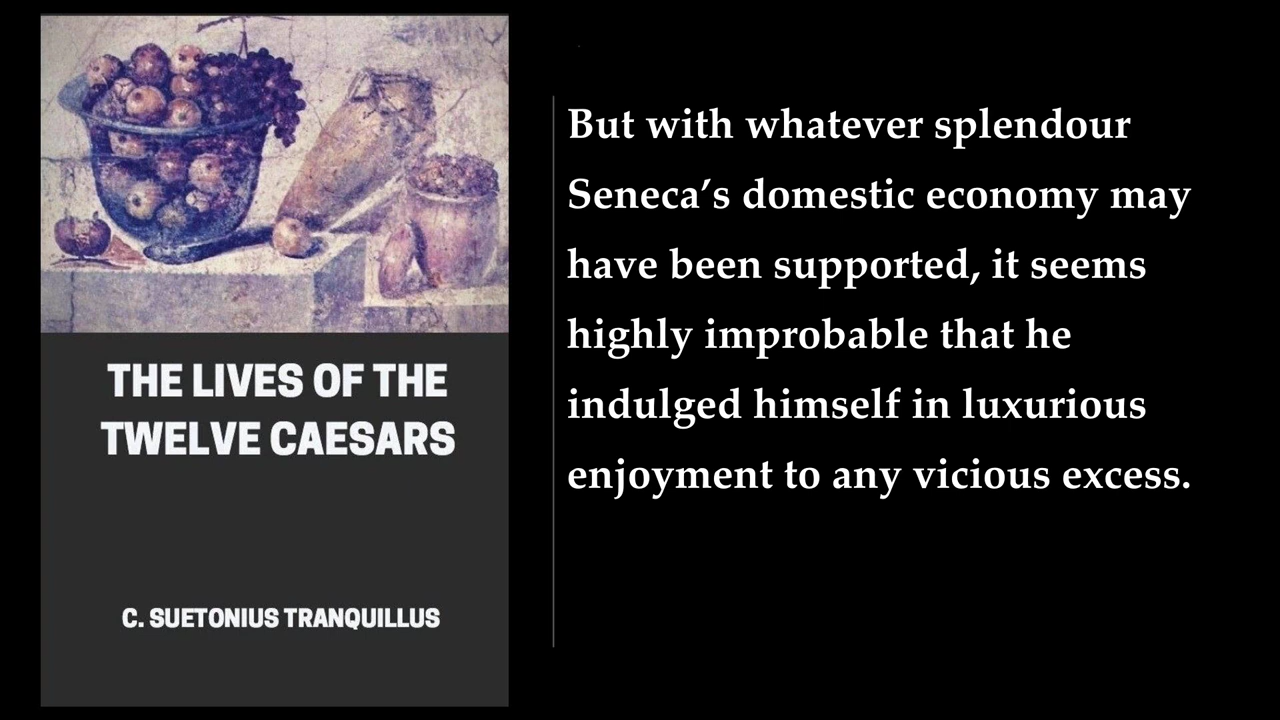 THE LIVES OF THE
TWELVE CAESARS
C. SUETONIUS TRANQUILLUS
But with whatever splendour
Seneca’s domestic economy may
have been supported, it seems
highly improbable that he
indulged himself in luxurious
enjoyment to any vicious excess.